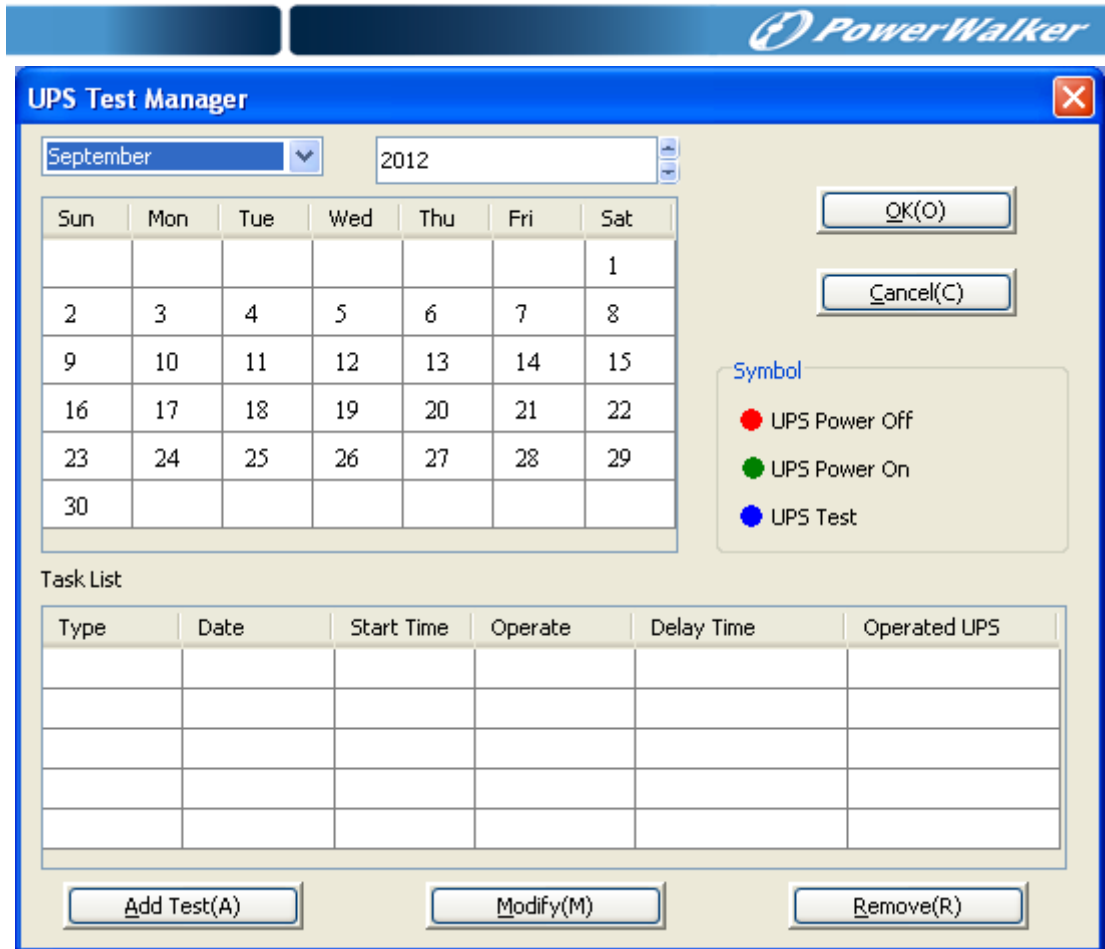 PowerWalker
UPS Test Manager
September 2012
Sun Mon Tue Wed Thu Fri Sat
1
2 3 4 5 6 7 8
9 10 11 12 13 14 15
16 17 18 19 20 21 22
23 24 25 26 27 28 29
30
OK(O)
Cancel(C)
Symbol
UPS Power Off
UPS Power On
UPS Test
Task List
Type Date Start Time Operate Delay Time Operated UPS
Add Test(A) Modify(M) Remove(R)